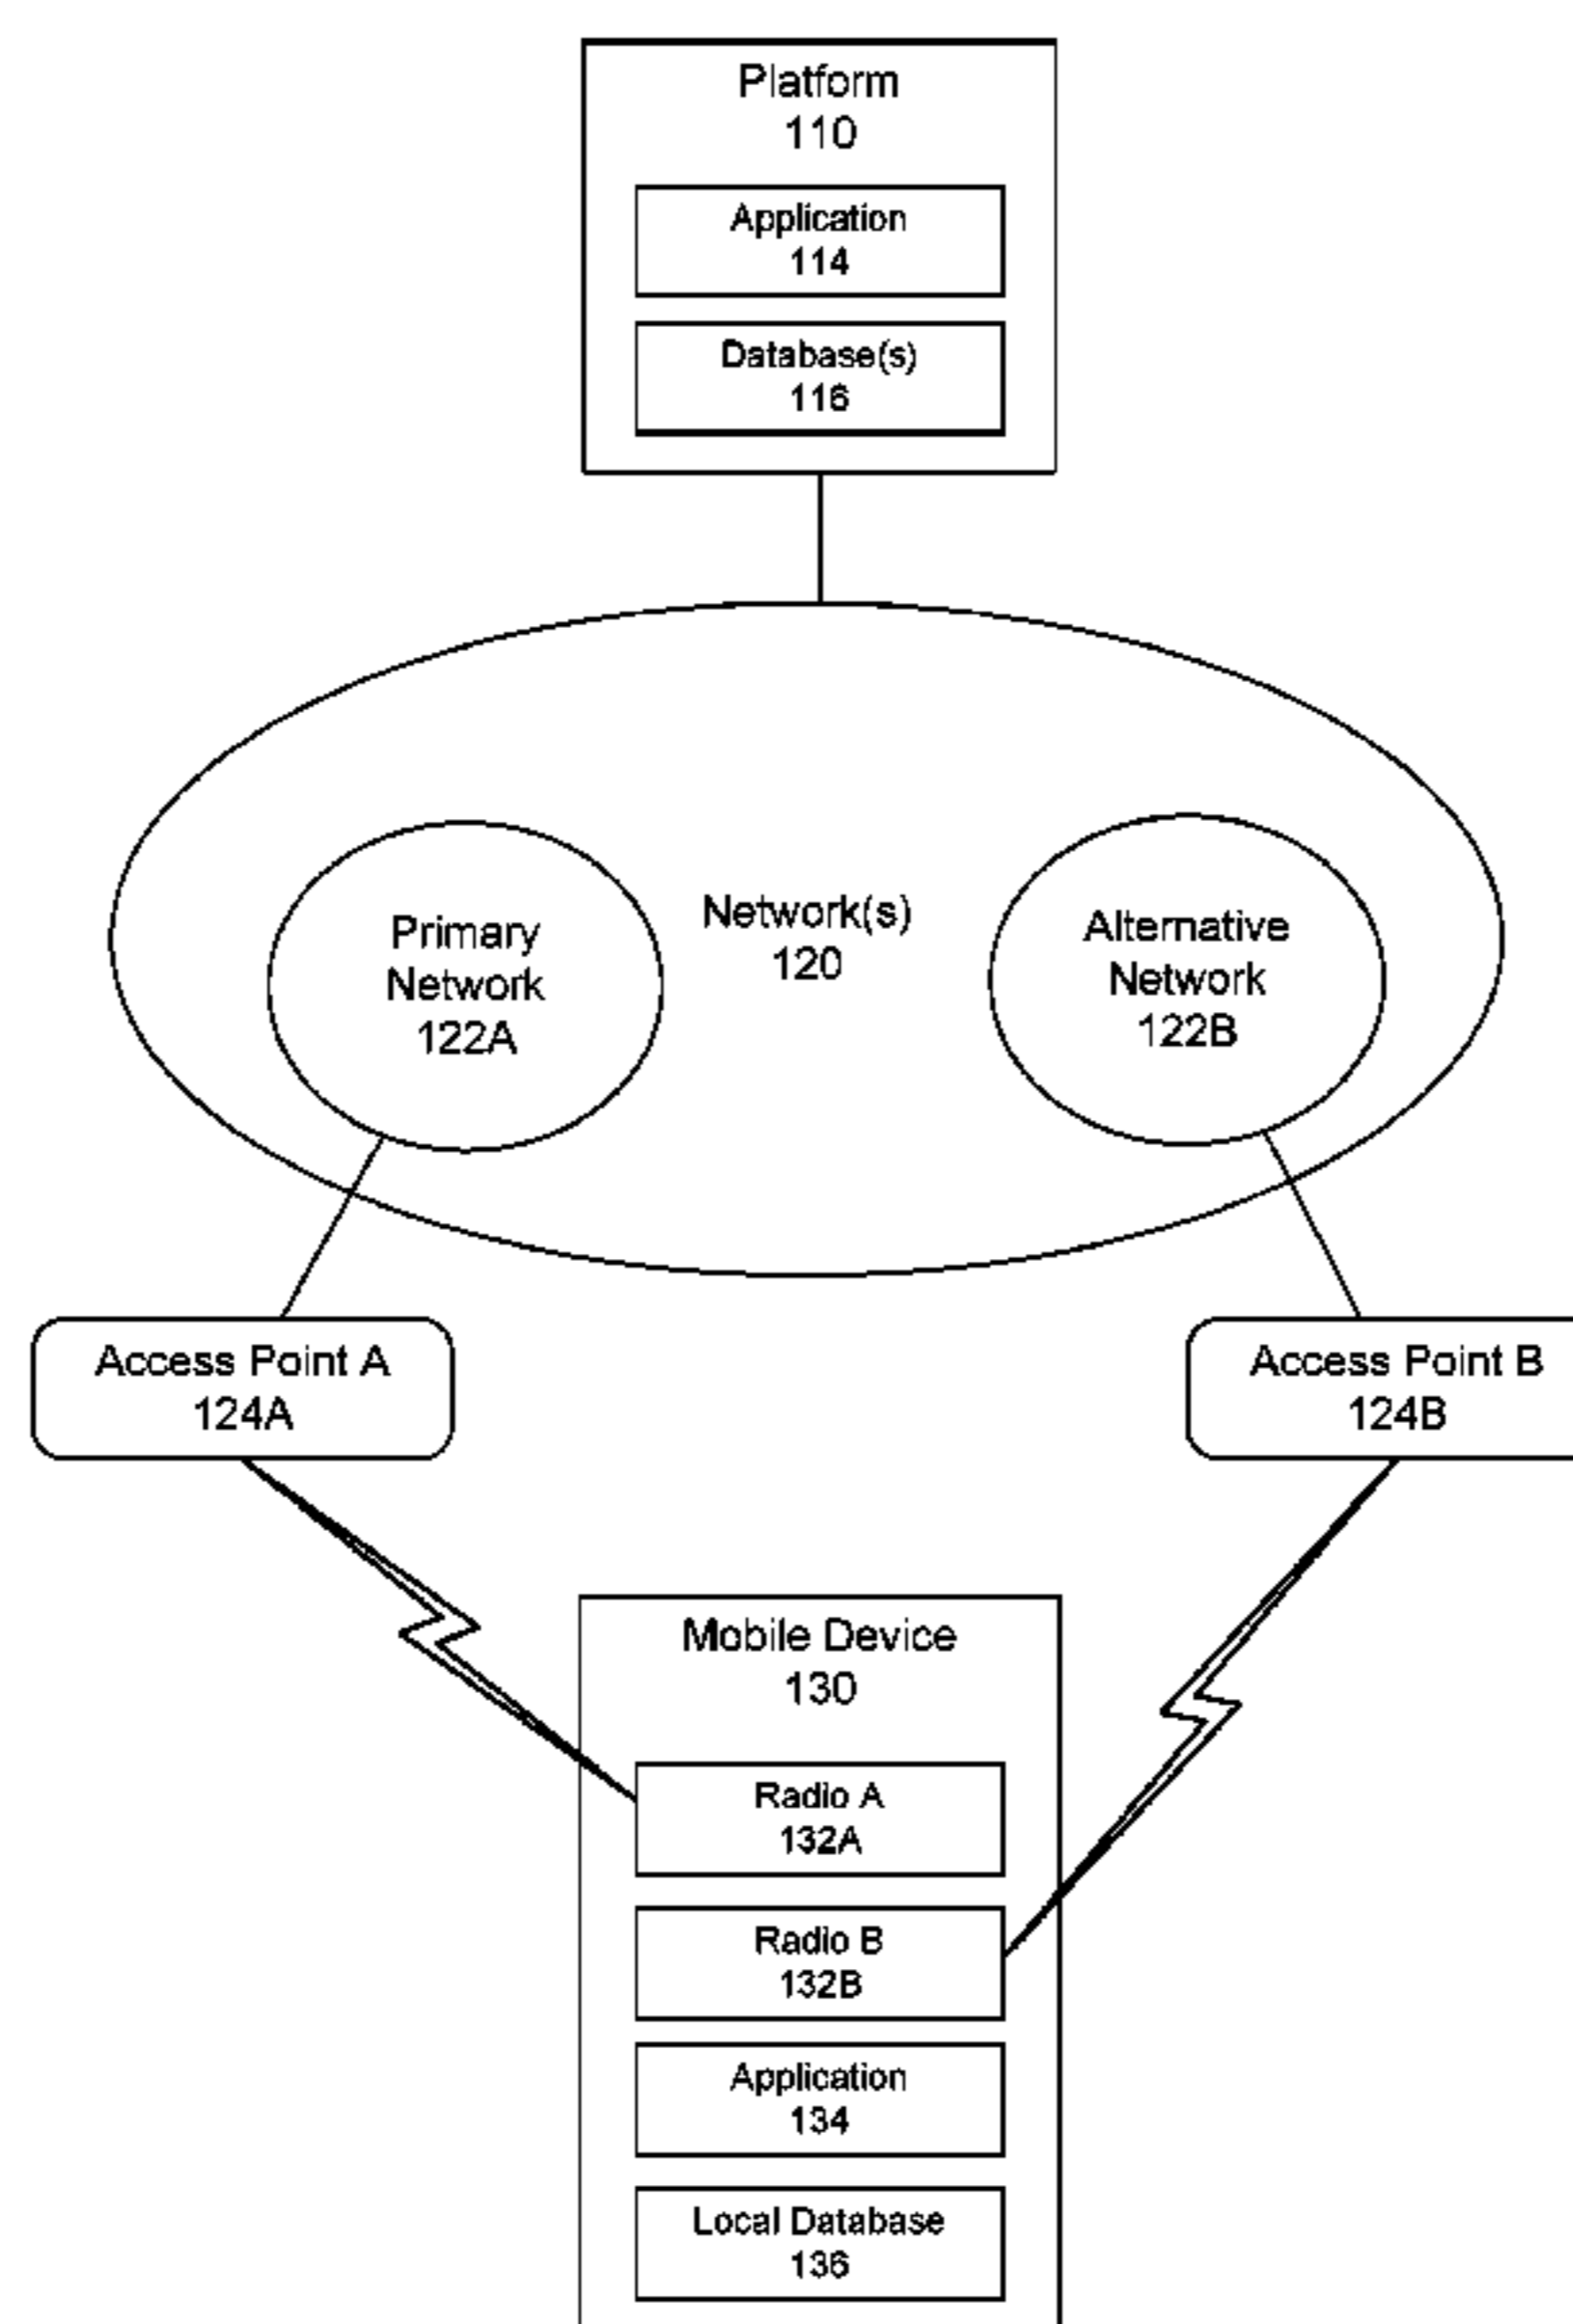 Platform
110
Application
114
Database(s)
116
Network(s)
120
Primary
Network
122A
Alternative
Network
122B
Access Point A
124A
Access Point B
124B
Mobile Device
130
Radio A
132A
Radio B
132B
Application
134
Local Database
136